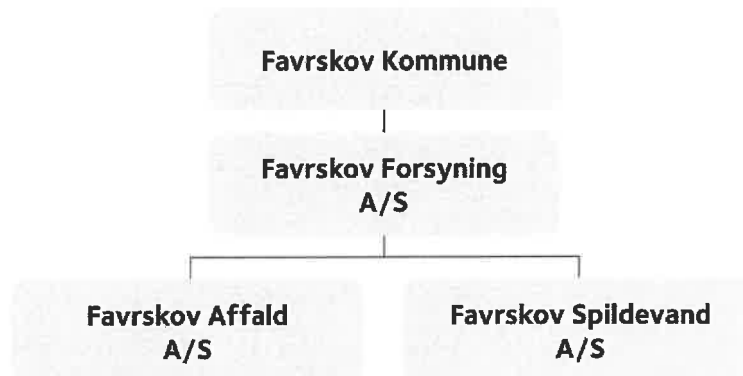 Favrskov Kommune
Favrskov Forsyning
A/S
Favrskov Affald
A/S
Favrskov Spildevand
A/S